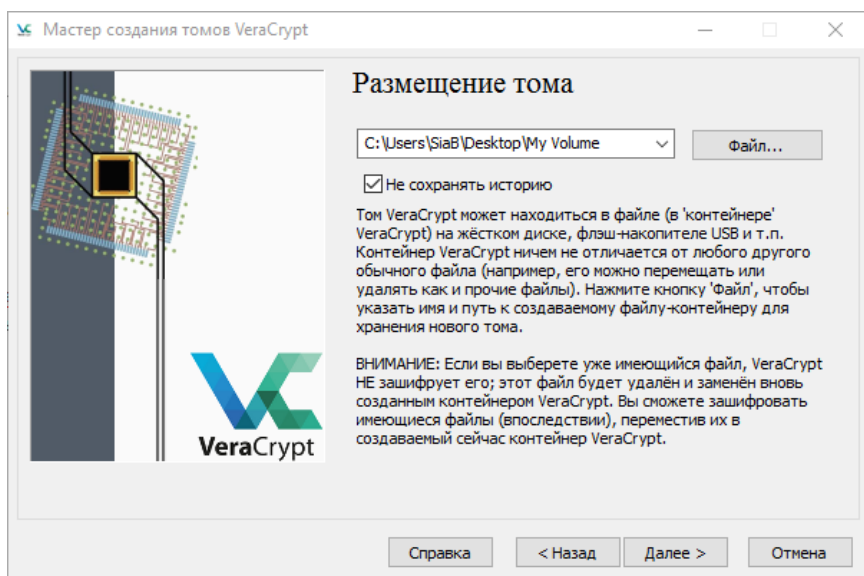 Мастер создания томов VeraCrypt
Размещение тома
C:\Users\SiaB\Desktop\My Volume
Файл...
Не сохранять историю
Том VeraCrypt может находиться в файле (в 'контейнере'
VeraCrypt) на жёстком диске, флэш-накопителе USB и т.п.
Контейнер VeraCrypt ничем не отличается от любого другого
обычного файла (например, его можно перемещать или
удалять как и прочие файлы). Нажмите кнопку 'Файл', чтобы
указать имя и путь к создаваемому файлу-контейнеру для
хранения нового тома.
ВНИМАНИЕ: Если вы выберете уже имеющийся файл, VeraCrypt
НЕ зашифрует его; этот файл будет удалён и заменён вновь
созданным контейнером VeraCrypt. Вы сможете зашифровать
имеющиеся файлы (впоследствии), переместив их в
создаваемый сейчас контейнер VeraCrypt.
VeraCrypt
Справка
< Назад
Далее >
Отмена